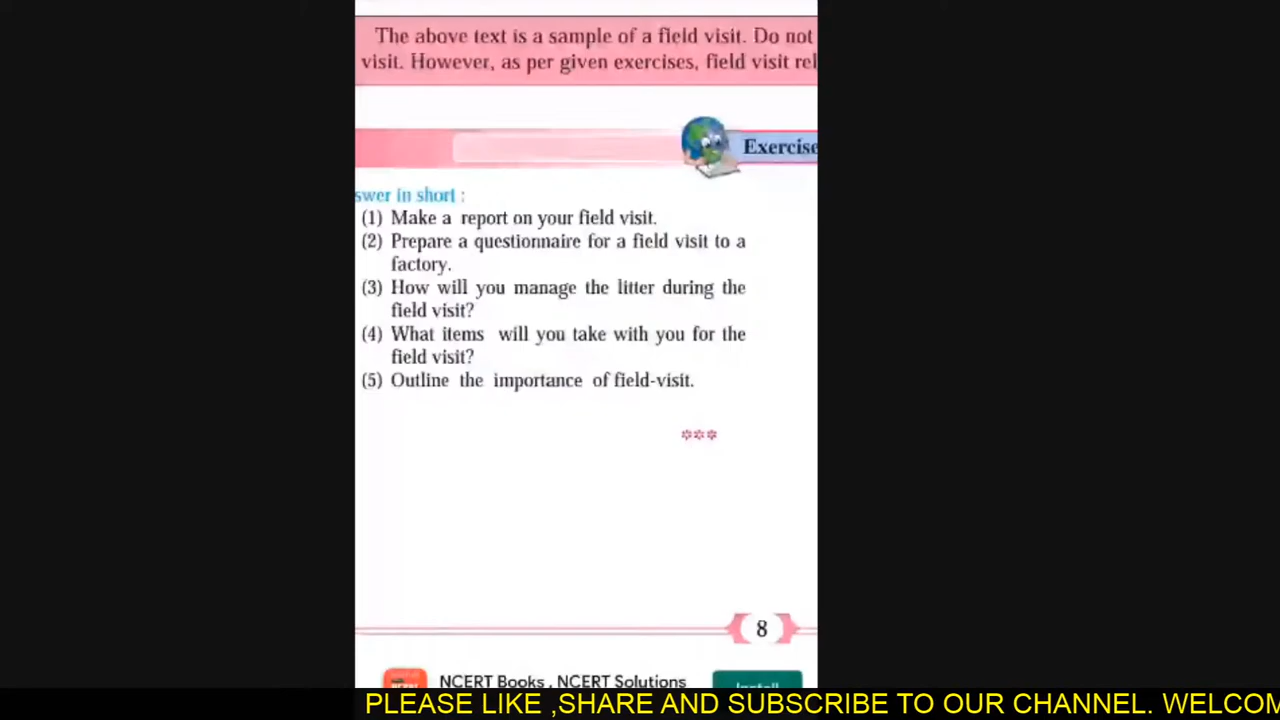 The above text is a sample of a field visit. Do not
visit. However, as per given exercises, field visit rel
Exercise
swer in short :
(1) Make a report on your field visit.
(2) Prepare a questionnaire for a field visit to a
factory.
(3) How will you manage the litter during the
field visit?
(4) What items will you take with you for the
field visit?
(5) Outline the importance of field-visit.
***
8
NCERT Books , NCERT Solutions
Install
PLEASE LIKE ,SHARE AND SUBSCRIBE TO OUR CHANNEL. WELCOM